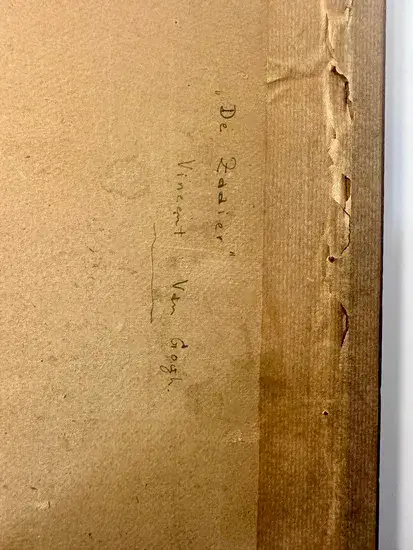 "De Zaaier"
Vincent Van Gogh.